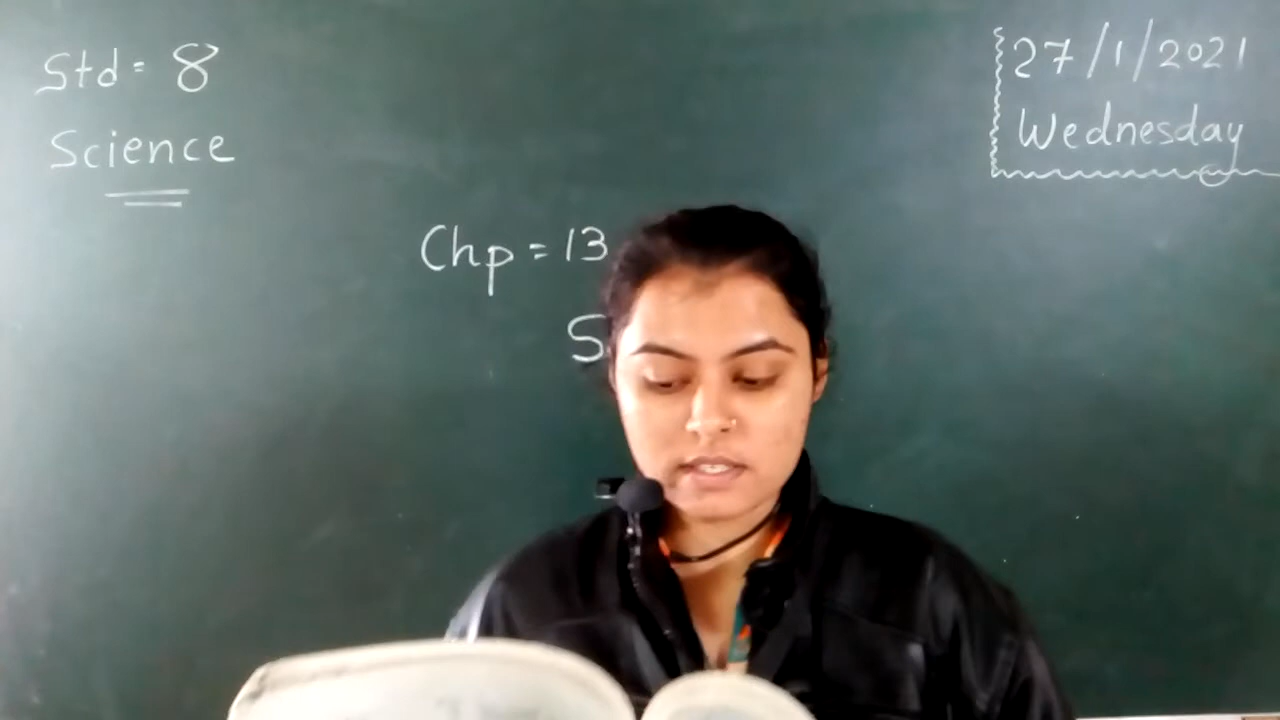 Std = 8
Science
27/1/2021
Wednesday
Chp = 13
S